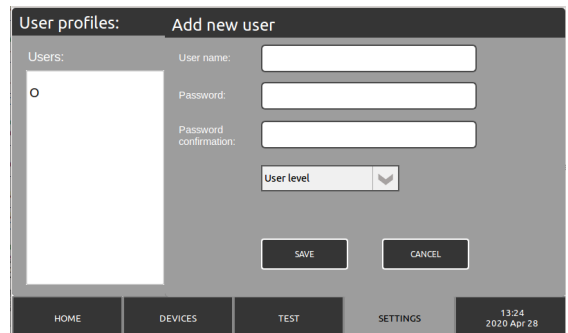 User profiles:
Add new user
Users:
O
User name:
Password:
Password
confirmation:
User level
SAVE
CANCEL
HOME
DEVICES
TEST
SETTINGS
13:24
2020 Apr 28